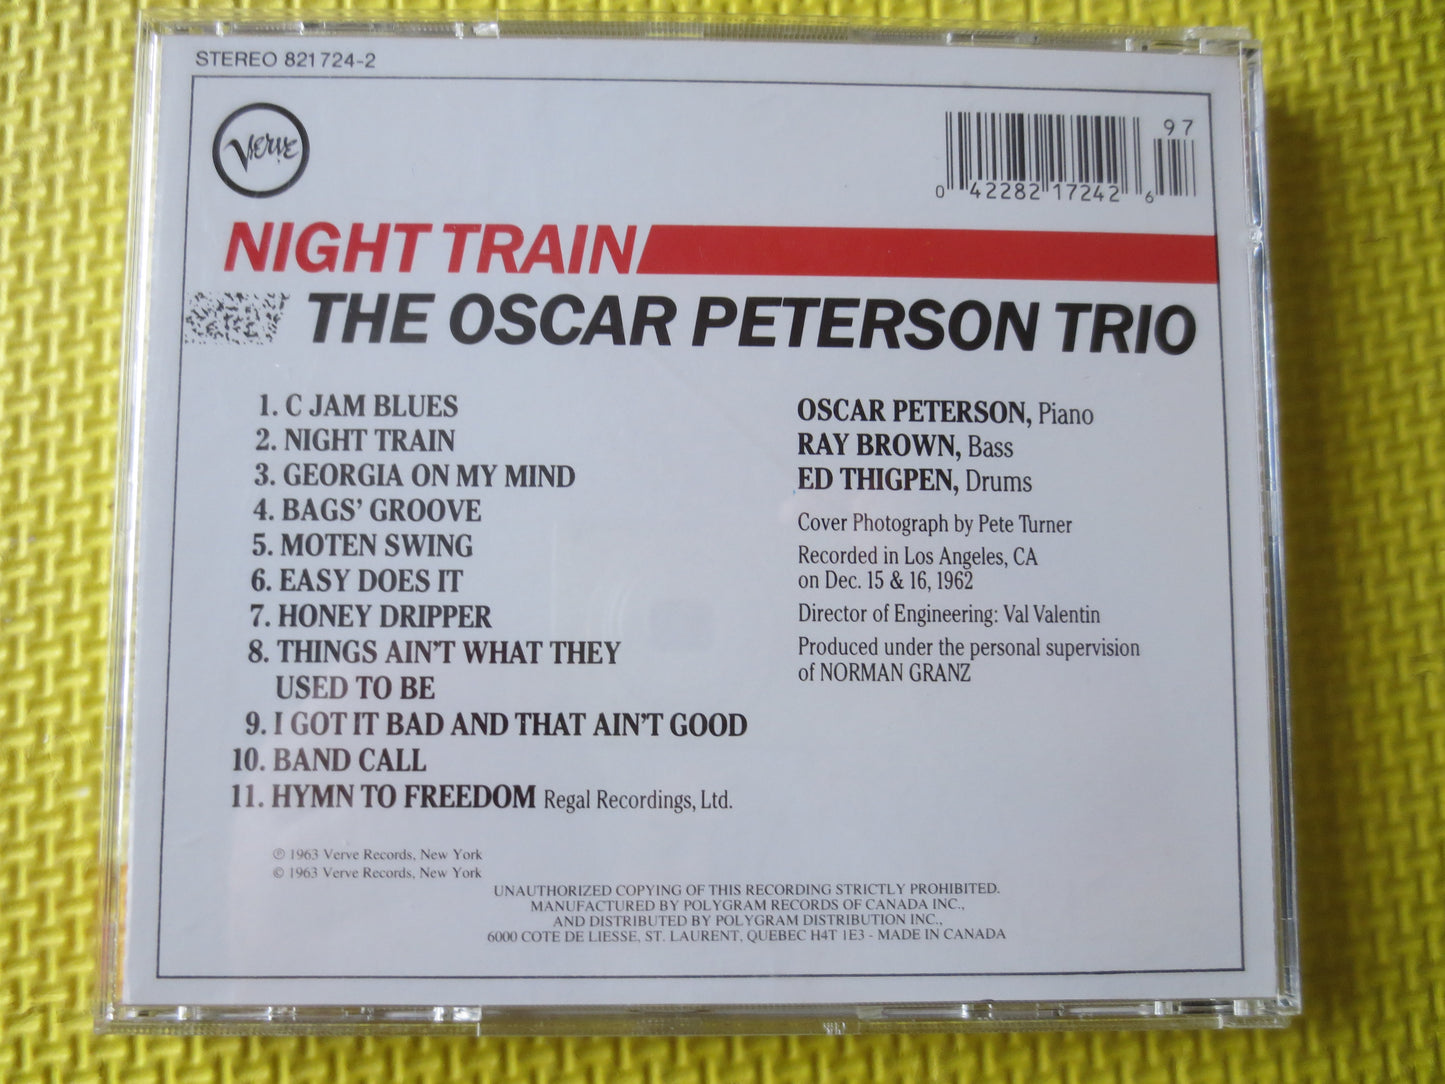 STEREO 821 724-2
Verve
97
0 42282 17242 6
NIGHT TRAIN
THE OSCAR PETERSON TRIO
1. C JAM BLUES
2. NIGHT TRAIN
3. GEORGIA ON MY MIND
4. BAGS' GROOVE
5. MOTEN SWING
6. EASY DOES IT
7. HONEY DRIPPER
8. THINGS AIN'T WHAT THEY
USED TO BE
9. I GOT IT BAD AND THAT AIN'T GOOD
10. BAND CALL
11. HYMN TO FREEDOM Regal Recordings, Ltd.
OSCAR PETERSON, Piano
RAY BROWN, Bass
ED THIGPEN, Drums
Cover Photograph by Pete Turner
Recorded in Los Angeles, CA
on Dec. 15 & 16, 1962
Director of Engineering: Val Valentin
Produced under the personal supervision
of NORMAN GRANZ
℗ 1963 Verve Records, New York
© 1963 Verve Records, New York
UNAUTHORIZED COPYING OF THIS RECORDING STRICTLY PROHIBITED.
MANUFACTURED BY POLYGRAM RECORDS OF CANADA INC.,
AND DISTRIBUTED BY POLYGRAM DISTRIBUTION INC.,
6000 COTE DE LIESSE, ST. LAURENT, QUEBEC H4T 1E3 - MADE IN CANADA